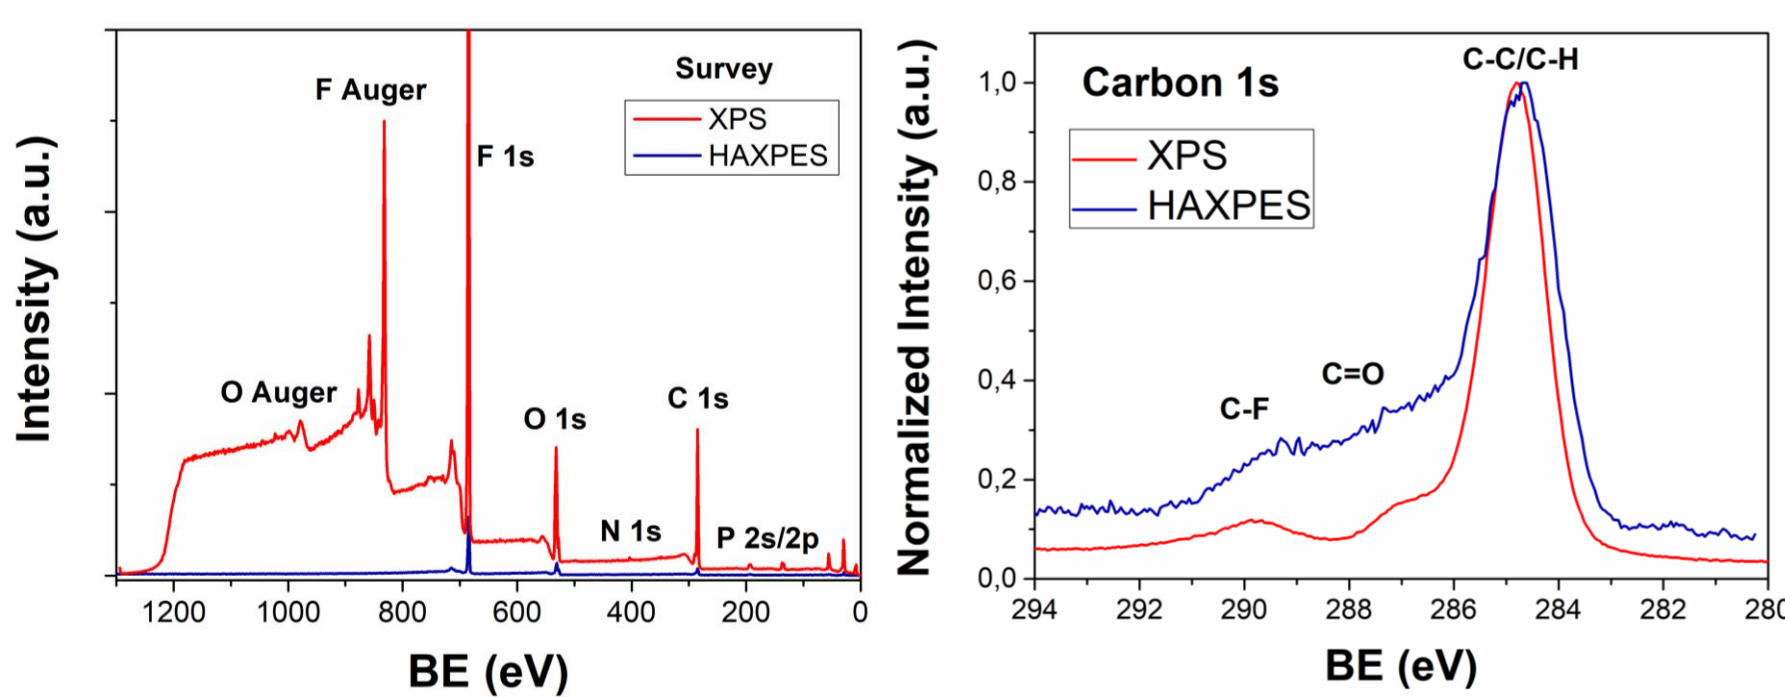 Intensity (a.u.)
Survey
XPS
HAXPES
F Auger
F 1s
O Auger
O 1s
C 1s
N 1s
P 2s/2p
1200 1000 800 600 400 200 0
BE (eV)
Normalized Intensity (a.u.)
Carbon 1s
XPS
HAXPES
C-C/C-H
C=O
C-F
1,0
0,8
0,6
0,4
0,2
0,0
294 292 290 288 286 284 282 280
BE (eV)